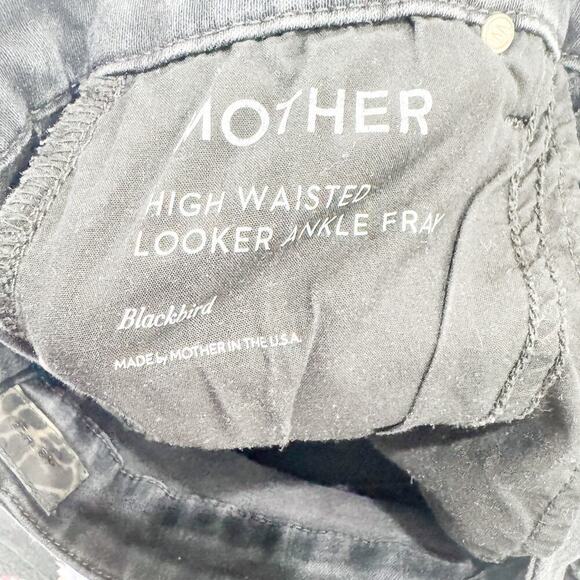 MOTHER
HIGH WAISTED
LOOKER ANKLE FRAY
Blackbird
MADE by MOTHER IN THE U.S.A.